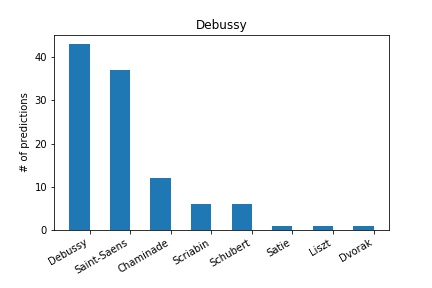 Debussy
# of predictions
40
30
20
10
0
Debussy
Saint-Saens
Chaminade
Scriabin
Schubert
Satie
Liszt
Dvorak